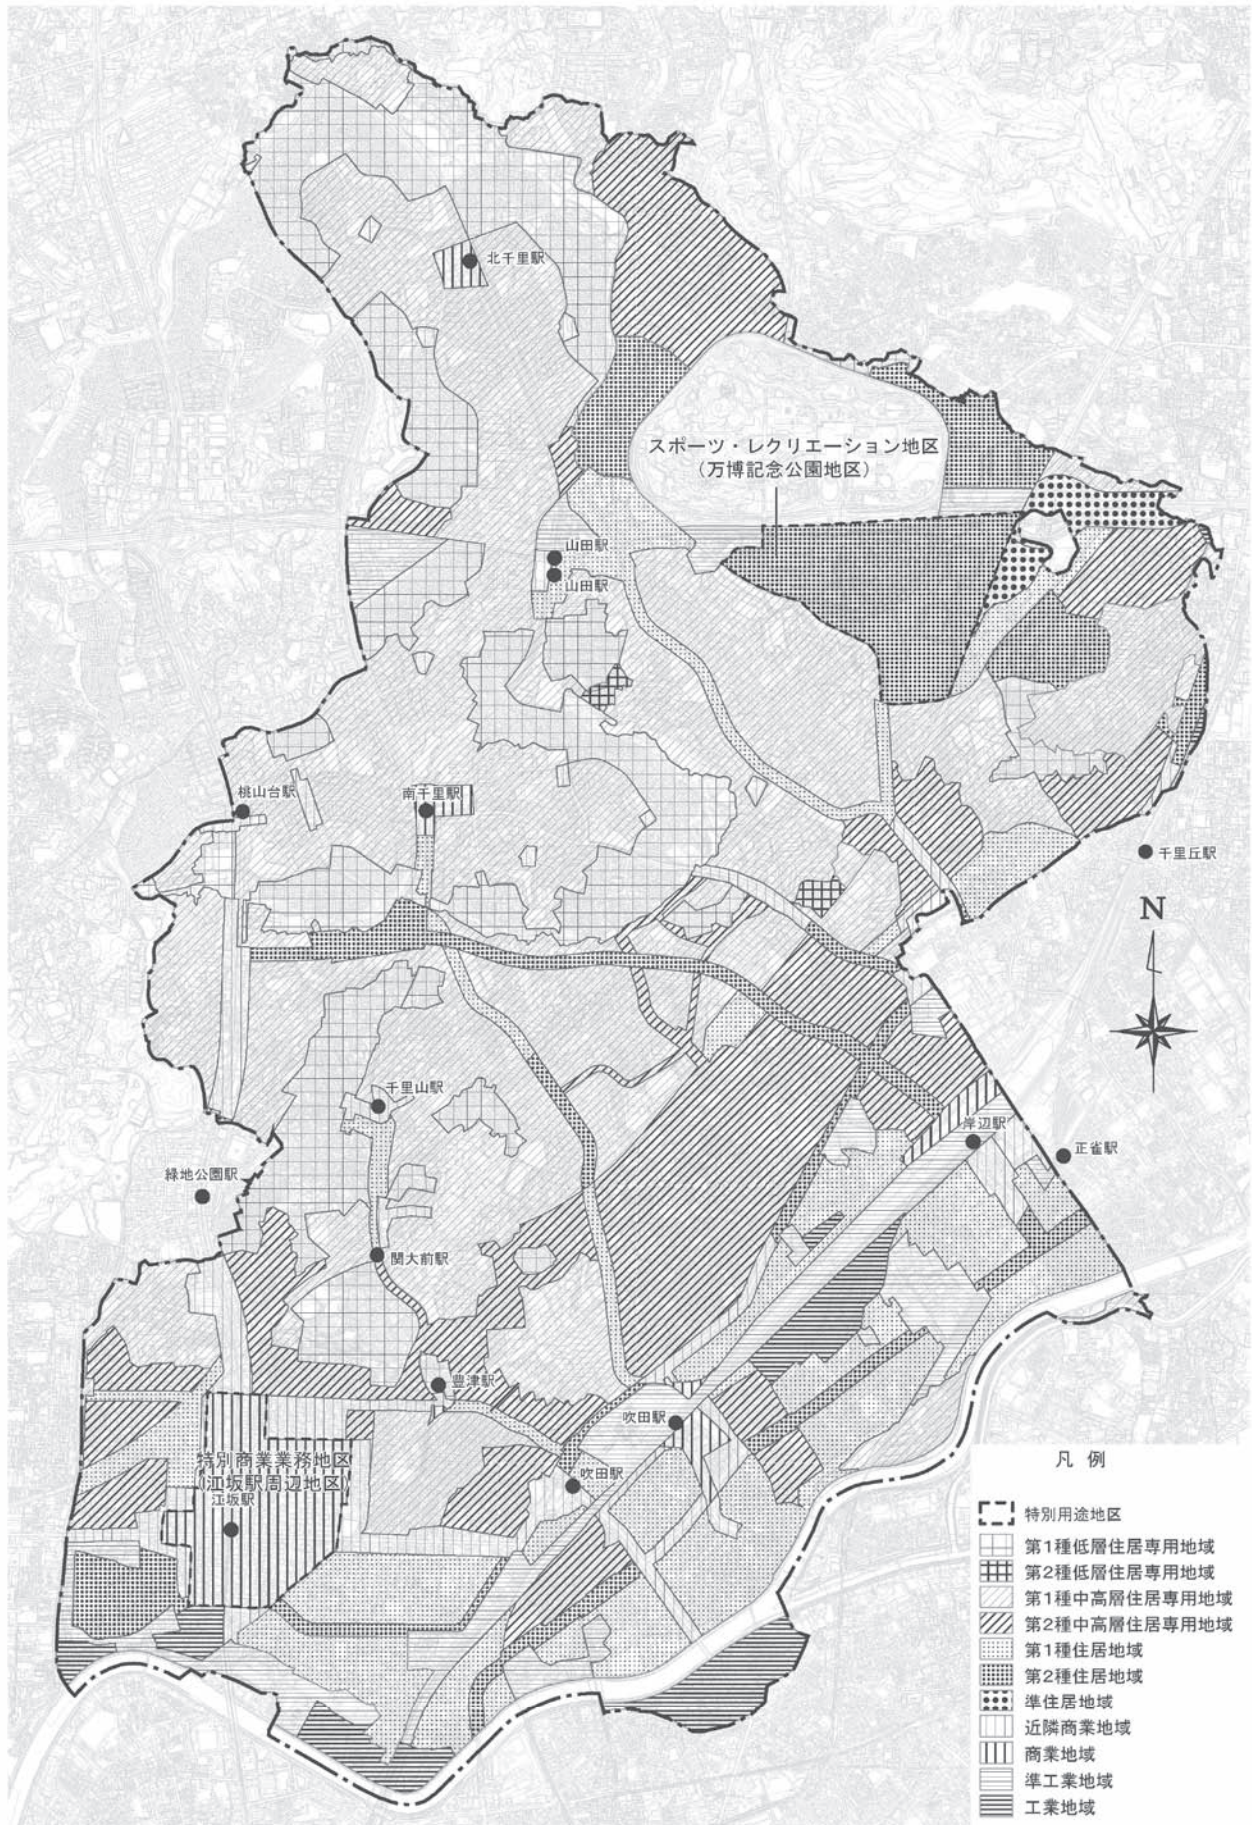 北千里駅
スポーツ・レクリエーション地区
(万博記念公園地区)
山田駅
山田駅
桃山台駅
南千里駅
千里丘駅
N
千里山駅
岸辺駅
正雀駅
緑地公園駅
関大前駅
豊津駅
吹田駅
特別商業業務地区
(江坂駅周辺地区)
江坂駅
吹田駅
凡 例
特別用途地区
第1種低層住居専用地域
第2種低層住居専用地域
第1種中高層住居専用地域
第2種中高層住居専用地域
第1種住居地域
第2種住居地域
準住居地域
近隣商業地域
商業地域
準工業地域
工業地域